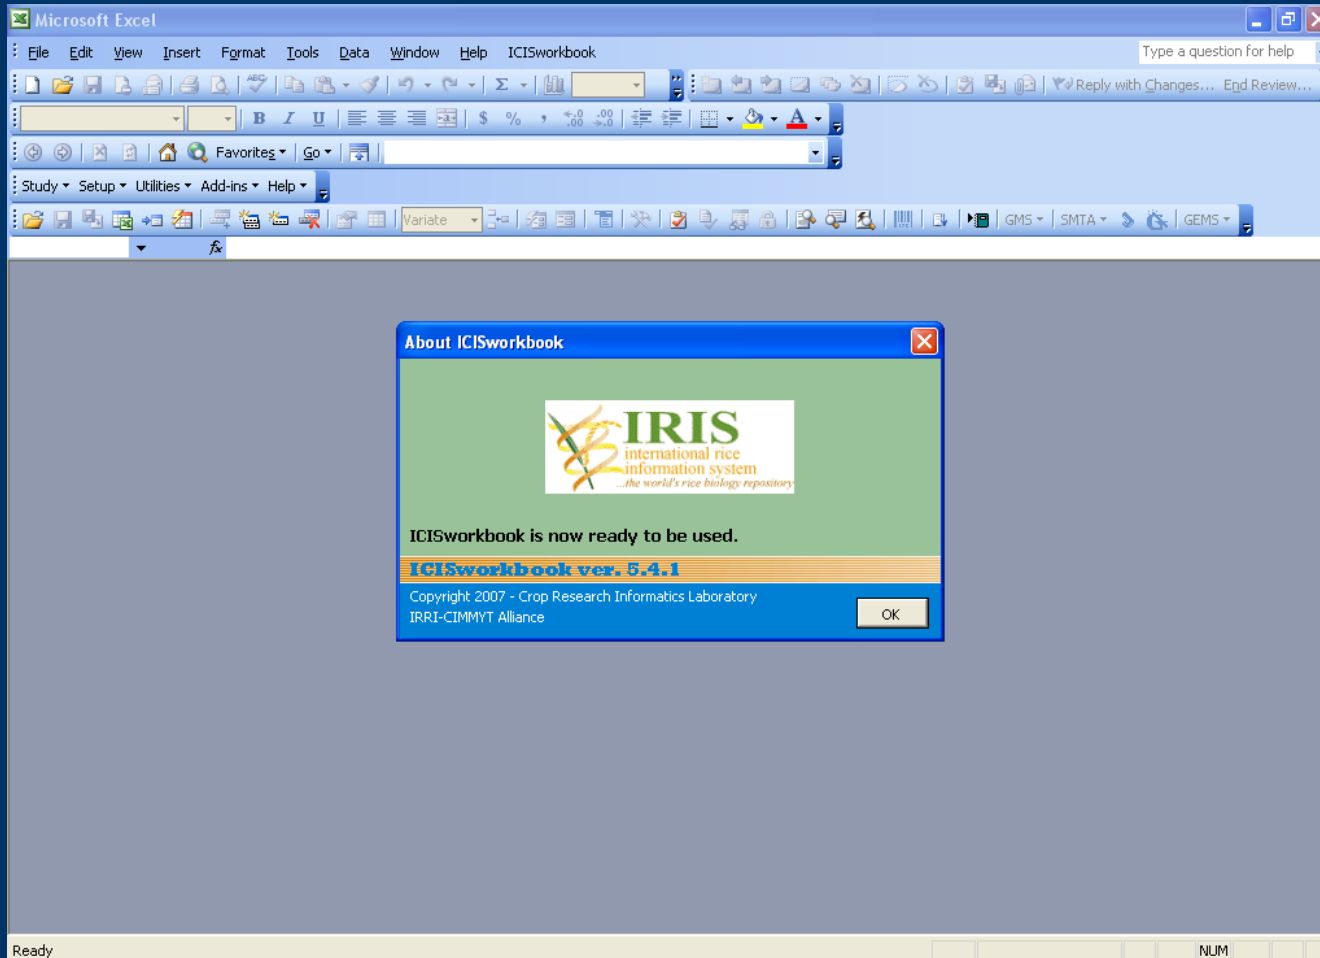 Microsoft Excel
File Edit View Insert Format Tools Data Window Help ICISworkbook Type a question for help
ABC Σ Reply with Changes... End Review...
B I U $ % , .00 A
Favorites Go
Study Setup Utilities Add-ins Help
Variate GMS SMTA GEMS
fx
About ICISworkbook
IRIS
international rice
information system
...the world's rice biology repository
ICISworkbook is now ready to be used.
ICISworkbook ver. 5.4.1
Copyright 2007 - Crop Research Informatics Laboratory
IRRI-CIMMYT Alliance
OK
Ready NUM